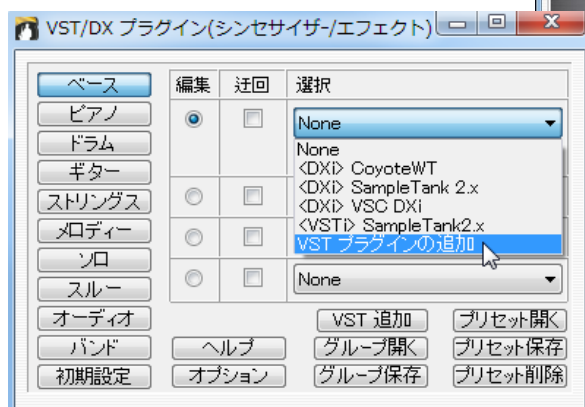 VST/DX プラグイン(シンセサイザ-/エフェクト)
ベース
編集 迂回 選択
ピアノ
None
ドラム
None
ギター
<DXi> CoyoteWT
<DXi> SampleTank 2.x
ストリングス
<DXi> VSC DXi
<VSTi> SampleTank2.x
メロディー
VST プラグインの追加
ソロ
None
スルー
オーディオ
VST 追加 プリセット開く
バンド
ヘルプ グループ開く プリセット保存
初期設定
オプション グループ保存 プリセット削除